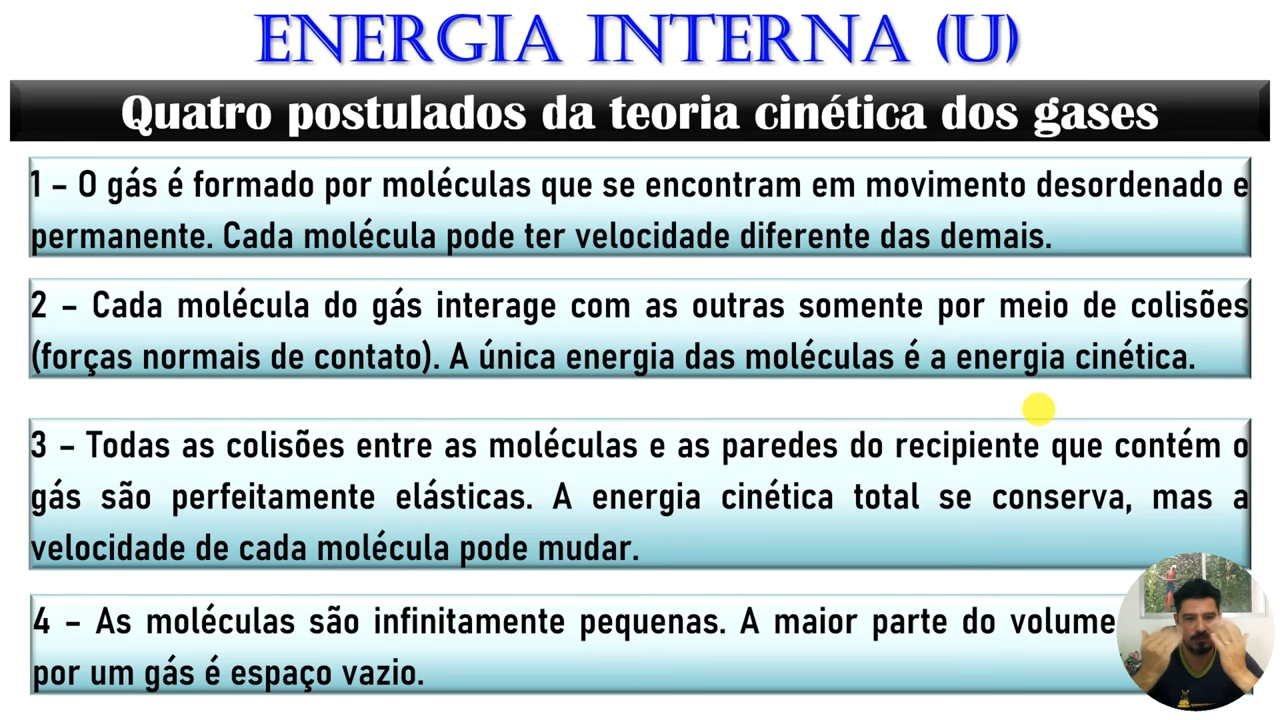 ENERGIA INTERNA (U)
Quatro postulados da teoria cinética dos gases
1 – O gás é formado por moléculas que se encontram em movimento desordenado e
permanente. Cada molécula pode ter velocidade diferente das demais.
2 – Cada molécula do gás interage com as outras somente por meio de colisões
(forças normais de contato). A única energia das moléculas é a energia cinética.
3 – Todas as colisões entre as moléculas e as paredes do recipiente que contém o
gás são perfeitamente elásticas. A energia cinética total se conserva, mas a
velocidade de cada molécula pode mudar.
4 – As moléculas são infinitamente pequenas. A maior parte do volume
por um gás é espaço vazio.